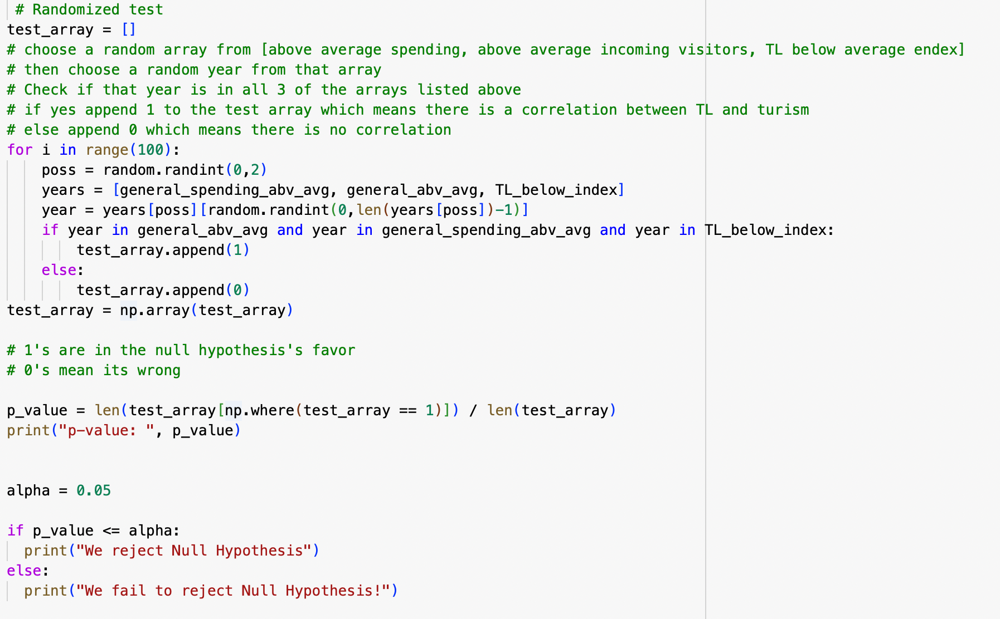 # Randomized test
test_array = []
# choose a random array from [above average spending, above average incoming visitors, TL below average endex]
# then choose a random year from that array
# Check if that year is in all 3 of the arrays listed above
# if yes append 1 to the test array which means there is a correlation between TL and turism
# else append 0 which means there is no correlation
for i in range(100):
    poss = random.randint(0,2)
    years = [general_spending_abv_avg, general_abv_avg, TL_below_index]
    year = years[poss][random.randint(0,len(years[poss])-1)]
    if year in general_abv_avg and year in general_spending_abv_avg and year in TL_below_index:
        test_array.append(1)
    else:
        test_array.append(0)
test_array = np.array(test_array)
# 1's are in the null hypothesis's favor
# 0's mean its wrong
p_value = len(test_array[np.where(test_array == 1)]) / len(test_array)
print("p-value: ", p_value)
alpha = 0.05
if p_value <= alpha:
  print("We reject Null Hypothesis")
else:
  print("We fail to reject Null Hypothesis!")